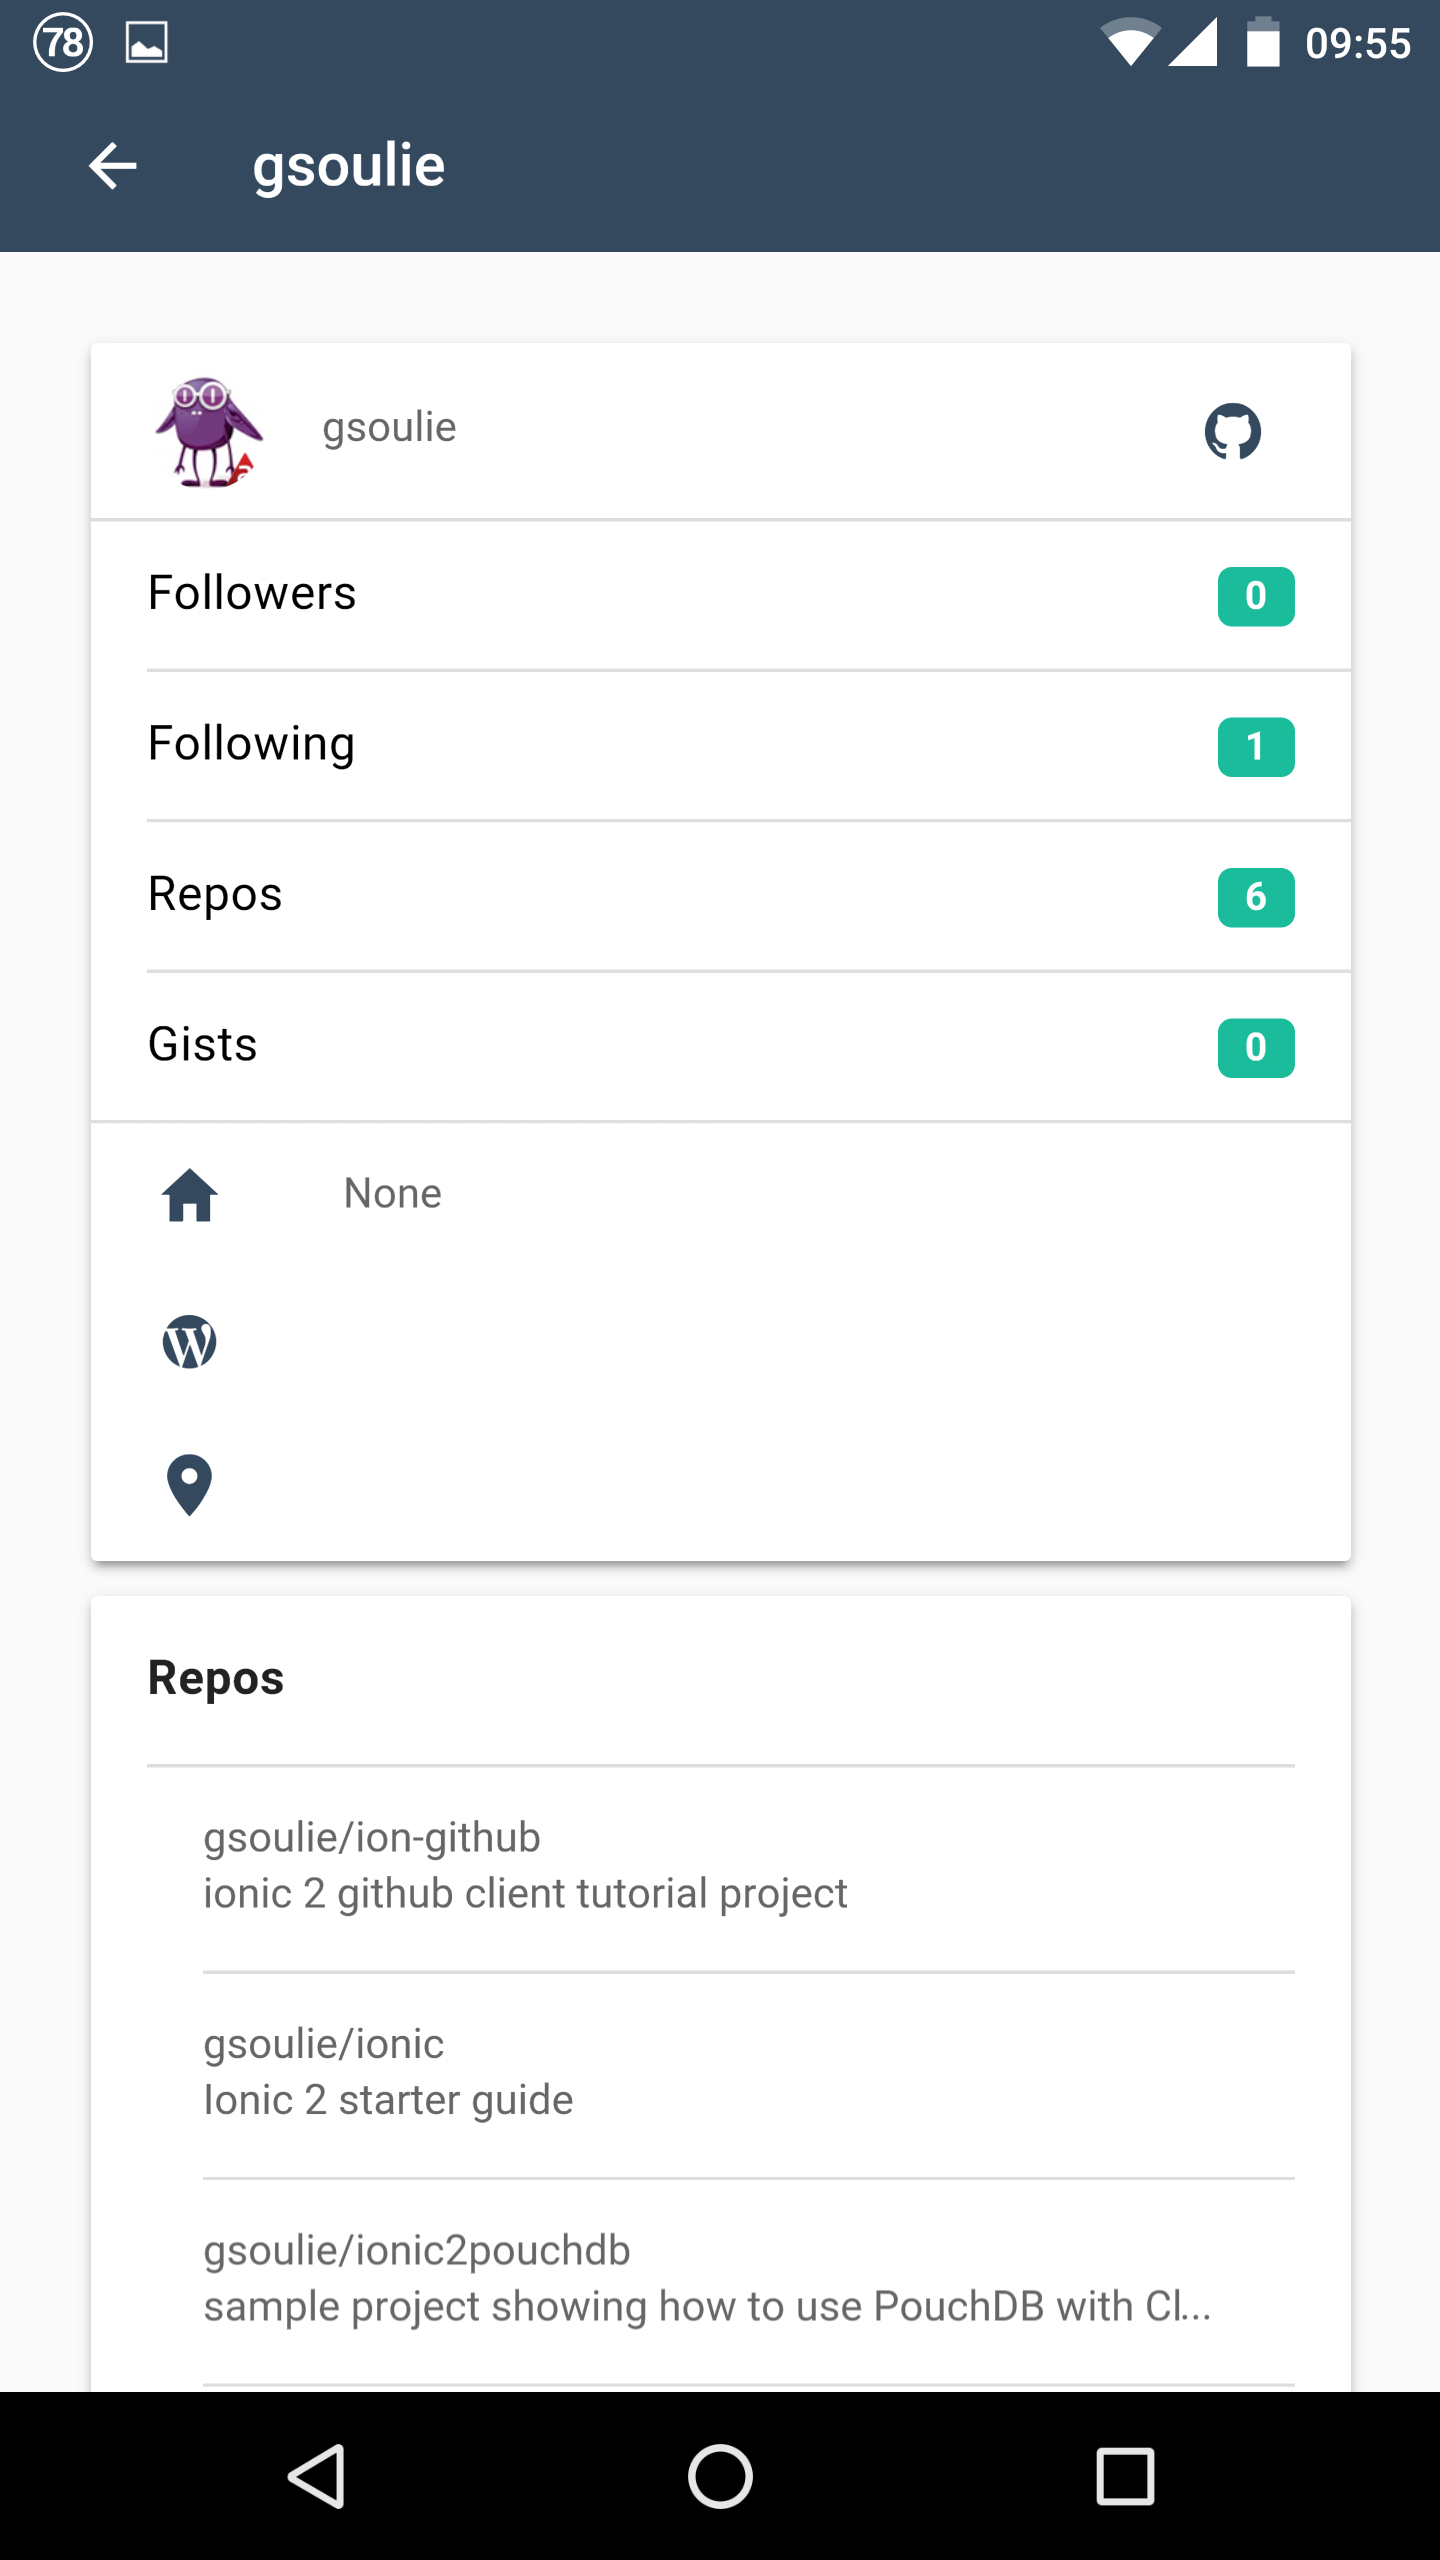 78
09:55
gsoulie
gsoulie
Followers 0
Following 1
Repos 6
Gists 0
None
Repos
gsoulie/ion-github
ionic 2 github client tutorial project
gsoulie/ionic
Ionic 2 starter guide
gsoulie/ionic2pouchdb
sample project showing how to use PouchDB with Cl...